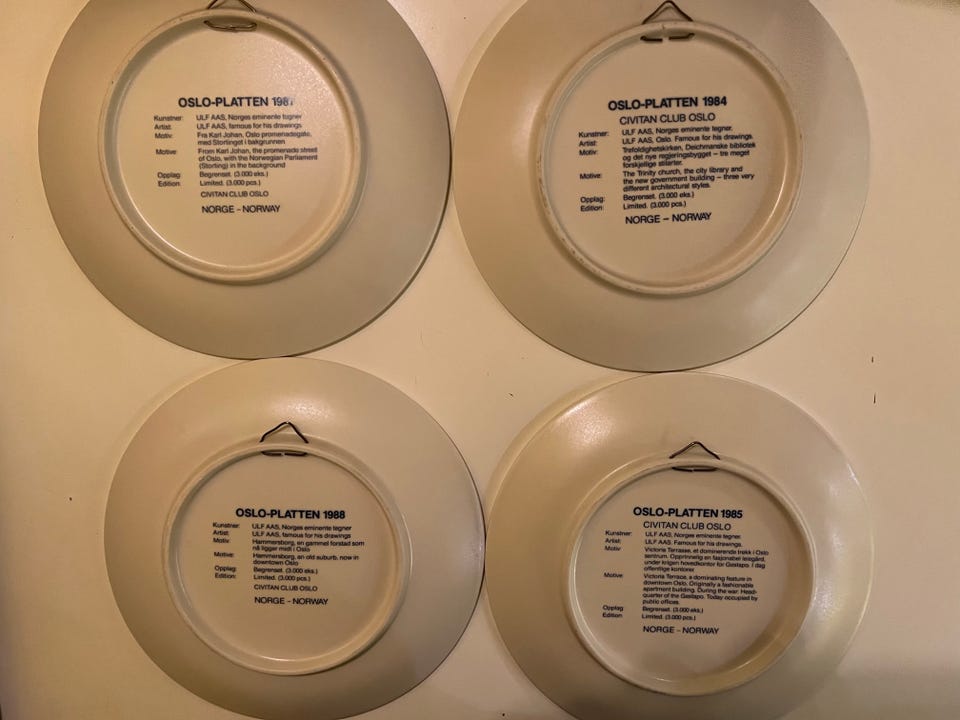 OSLO-PLATTEN 1987
Kunstner: ULF AAS, Norges eminente tegner
Artist: ULF AAS, famous for his drawings
Motiv: Fra Karl Johan, Oslo promenadegate,
med Stortinget i bakgrunnen
Motive: From Karl Johan, the promenade street
of Oslo, with the Norwegian Parliament
(Storting) in the background
Opplag: Begrenset. (3.000 eks.)
Edition: Limited. (3.000 pcs.)
CIVITAN CLUB OSLO
NORGE - NORWAY
OSLO-PLATTEN 1984
CIVITAN CLUB OSLO
Kunstner: ULF AAS, Norges eminente tegner.
Artist: ULF AAS, Oslo. Famous for his drawings.
Motiv: Trefoldighetskirken, Deichmanske bibliotek
og det nye regjeringsbygget – tre meget
forskjellige stilarter.
Motive: The Trinity church, the city library and
the new government building – three very
different architectural styles.
Opplag: Begrenset. (3.000 eks.)
Edition: Limited. (3.000 pcs.)
NORGE – NORWAY
OSLO-PLATTEN 1988
Kunstner: ULF AAS, Norges eminente tegner
Artist: ULF AAS, famous for his drawings
Motiv: Hammersborg, en gammel forstad som
nå ligger midt i Oslo
Motive: Hammersborg, an old suburb, now in
downtown Oslo
Opplag: Begrenset. (3.000 eks.)
Edition: Limited. (3.000 pcs.)
CIVITAN CLUB OSLO
NORGE - NORWAY
OSLO-PLATTEN 1985
CIVITAN CLUB OSLO
Kunstner: ULF AAS, Norges eminente tegner.
Artist: ULF AAS. Famous for his drawings.
Motiv: Victoria Terrasse, et dominerende trekk i Oslo
sentrum. Opprinnelig en fasjonabel leiegård,
under krigen hovedkontor for Gestapo. I dag
offentlige kontorer.
Motive: Victoria Terrace, a dominating feature in
downtown Oslo. Originally a fashionable
apartment building. During the war: Head-
quarter of the Gestapo. Today occupied by
public offices.
Opplag: Begrenset. (3.000 eks.)
Edition: Limited. (3.000 pcs.)
NORGE - NORWAY